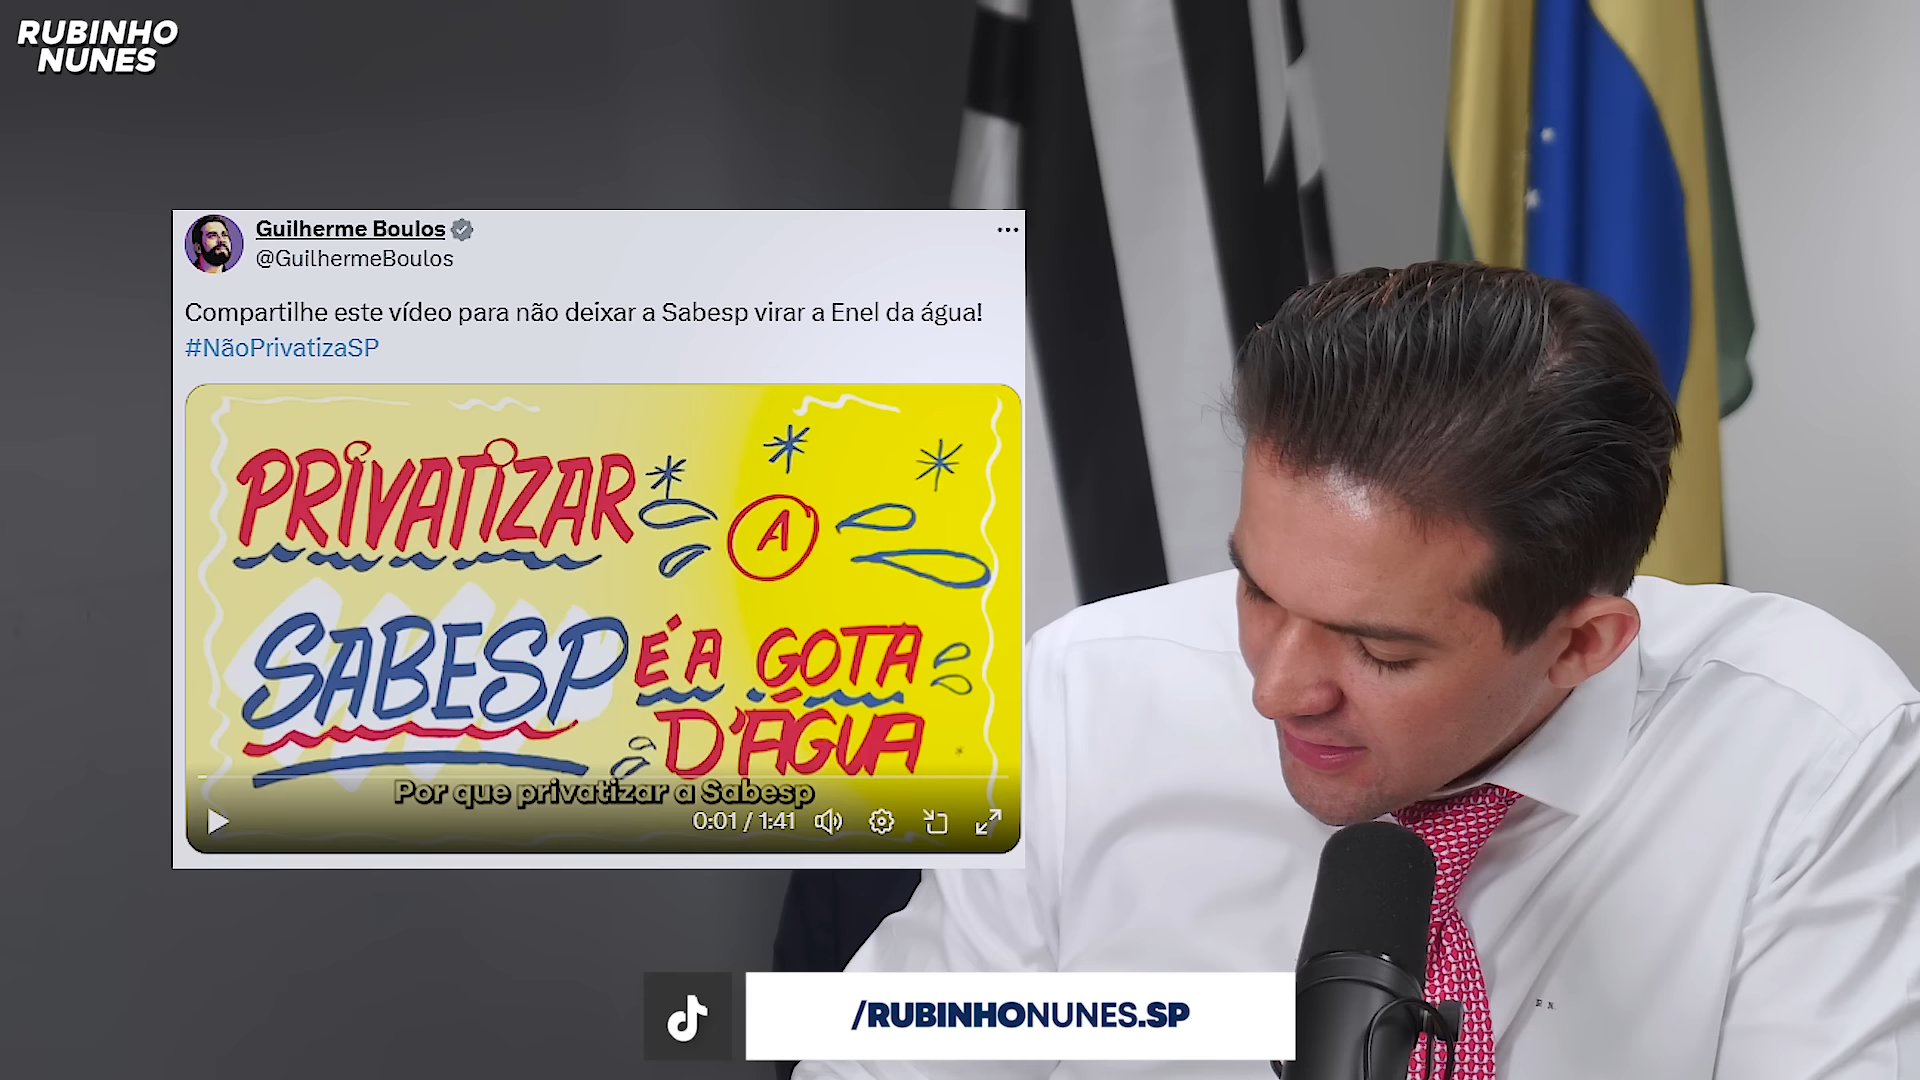 RUBINHO
NUNES
Guilherme Boulos
@GuilhermeBoulos
Compartilhe este vídeo para não deixar a Sabesp virar a Enel da água!
#NãoPrivatizaSP
PRIVATIZAR A
SABESP É A GOTA
D'ÁGUA
Por que privatizar a Sabesp
0:01 / 1:41
/RUBINHONUNES.SP
R N.